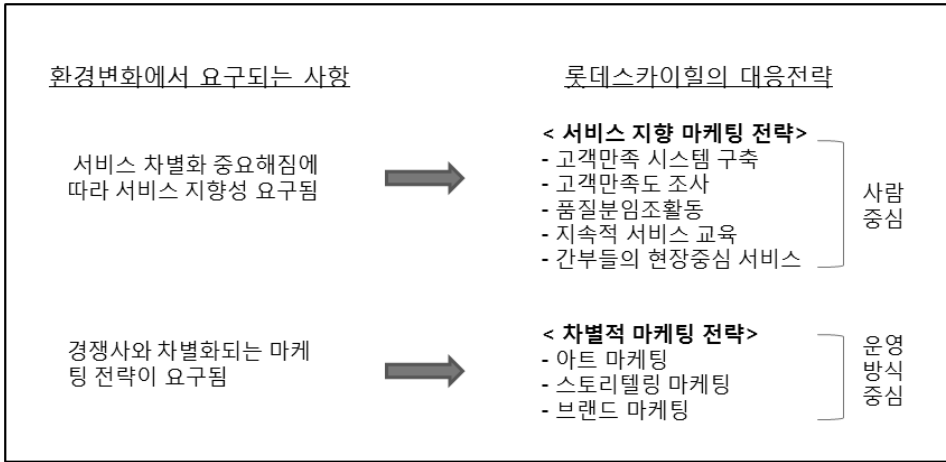 환경변화에서 요구되는 사항
롯데스카이힐의 대응전략
서비스 차별화 중요해짐에
따라 서비스 지향성 요구됨
< 서비스 지향 마케팅 전략>
- 고객만족 시스템 구축
- 고객만족도 조사
- 품질분임조활동
- 지속적 서비스 교육
- 간부들의 현장중심 서비스
사람
중심
경쟁사와 차별화되는 마케
팅 전략이 요구됨
< 차별적 마케팅 전략>
- 아트 마케팅
- 스토리텔링 마케팅
- 브랜드 마케팅
운영
방식
중심